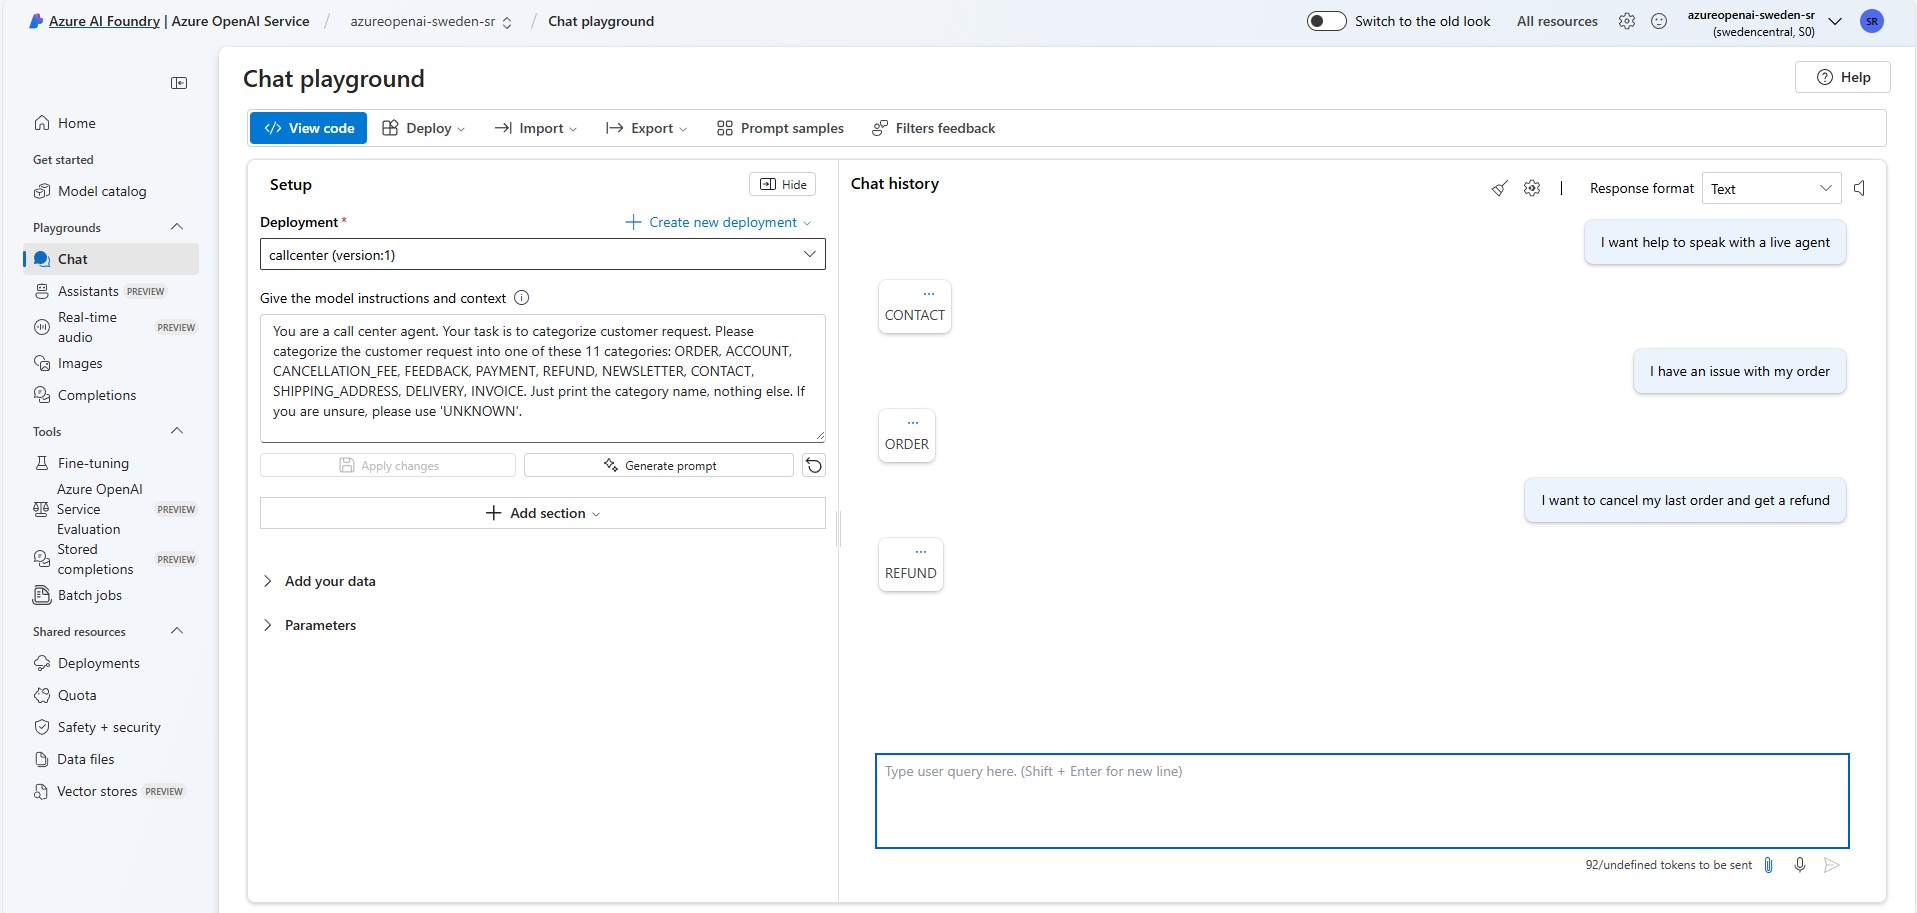 Azure AI Foundry | Azure OpenAI Service / azureopenai-sweden-sr / Chat playground
Switch to the old look
All resources
azureopenai-sweden-sr
(swedencentral, S0)
SR
Home
Get started
Model catalog
Playgrounds
Chat
Assistants PREVIEW
Real-time
audio
PREVIEW
Images
Completions
Tools
Fine-tuning
Azure OpenAI
Service
Evaluation
PREVIEW
Stored
completions
PREVIEW
Batch jobs
Shared resources
Deployments
Quota
Safety + security
Data files
Vector stores PREVIEW
Chat playground
Help
View code
Deploy
Import
Export
Prompt samples
Filters feedback
Setup
Hide
Deployment *
Create new deployment
callcenter (version:1)
Give the model instructions and context
You are a call center agent. Your task is to categorize customer request. Please
categorize the customer request into one of these 11 categories: ORDER, ACCOUNT,
CANCELLATION_FEE, FEEDBACK, PAYMENT, REFUND, NEWSLETTER, CONTACT,
SHIPPING_ADDRESS, DELIVERY, INVOICE. Just print the category name, nothing else. If
you are unsure, please use 'UNKNOWN'.
Apply changes
Generate prompt
Add section
Add your data
Parameters
Chat history
Response format
Text
I want help to speak with a live agent
CONTACT
I have an issue with my order
ORDER
I want to cancel my last order and get a refund
REFUND
Type user query here. (Shift + Enter for new line)
92/undefined tokens to be sent